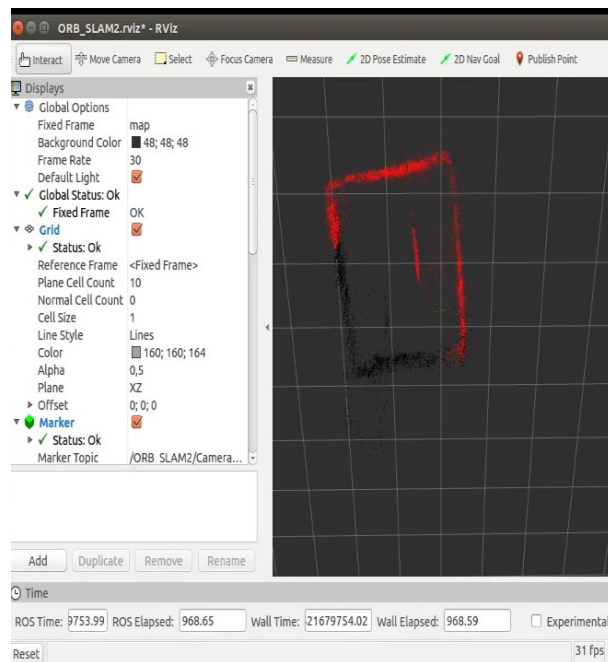 ORB_SLAM2.rviz* - RViz
Interact Move Camera Select Focus Camera Measure 2D Pose Estimate 2D Nav Goal Publish Point
Displays
Global Options
Fixed Frame map
Background Color 48; 48; 48
Frame Rate 30
Default Light
Global Status: Ok
Fixed Frame OK
Grid
Status: Ok
Reference Frame <Fixed Frame>
Plane Cell Count 10
Normal Cell Count 0
Cell Size 1
Line Style Lines
Color 160; 160; 164
Alpha 0,5
Plane XZ
Offset 0; 0; 0
Marker
Status: Ok
Marker Topic /ORB_SLAM2/Camera...
Add Duplicate Remove Rename
Time
ROS Time: 9753.99 ROS Elapsed: 968.65 Wall Time: 21679754.02 Wall Elapsed: 968.59 Experimental
Reset 31 fps